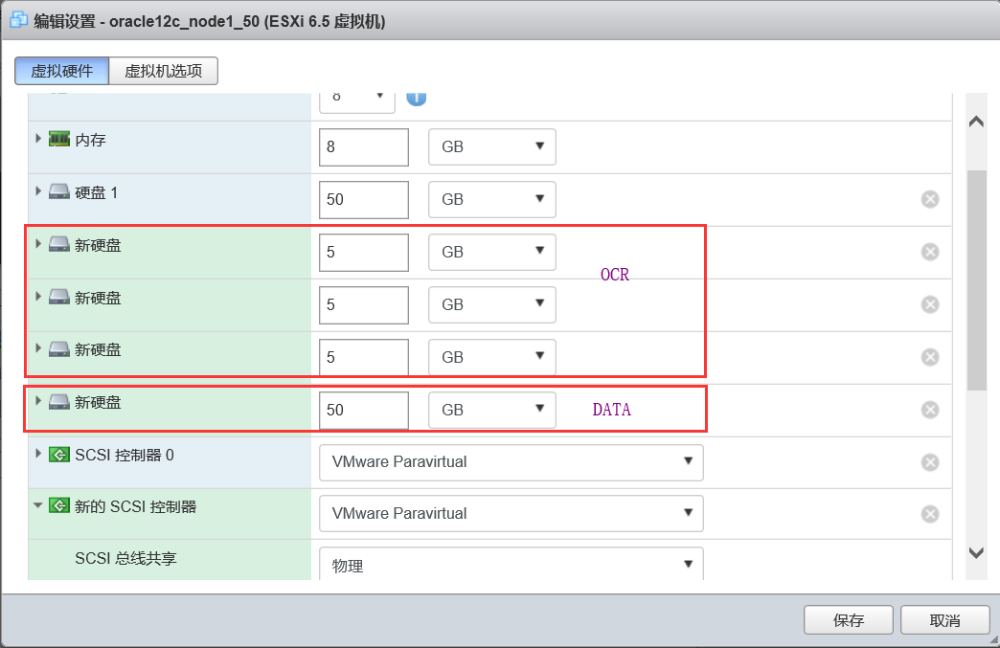 编辑设置 - oracle12c_node1_50 (ESXi 6.5 虚拟机)
虚拟硬件 虚拟机选项
8
内存 8 GB
硬盘 1 50 GB
新硬盘 5 GB
OCR
新硬盘 5 GB
新硬盘 5 GB
新硬盘 50 GB DATA
SCSI 控制器 0 VMware Paravirtual
新的 SCSI 控制器 VMware Paravirtual
SCSI 总线共享 物理
保存 取消